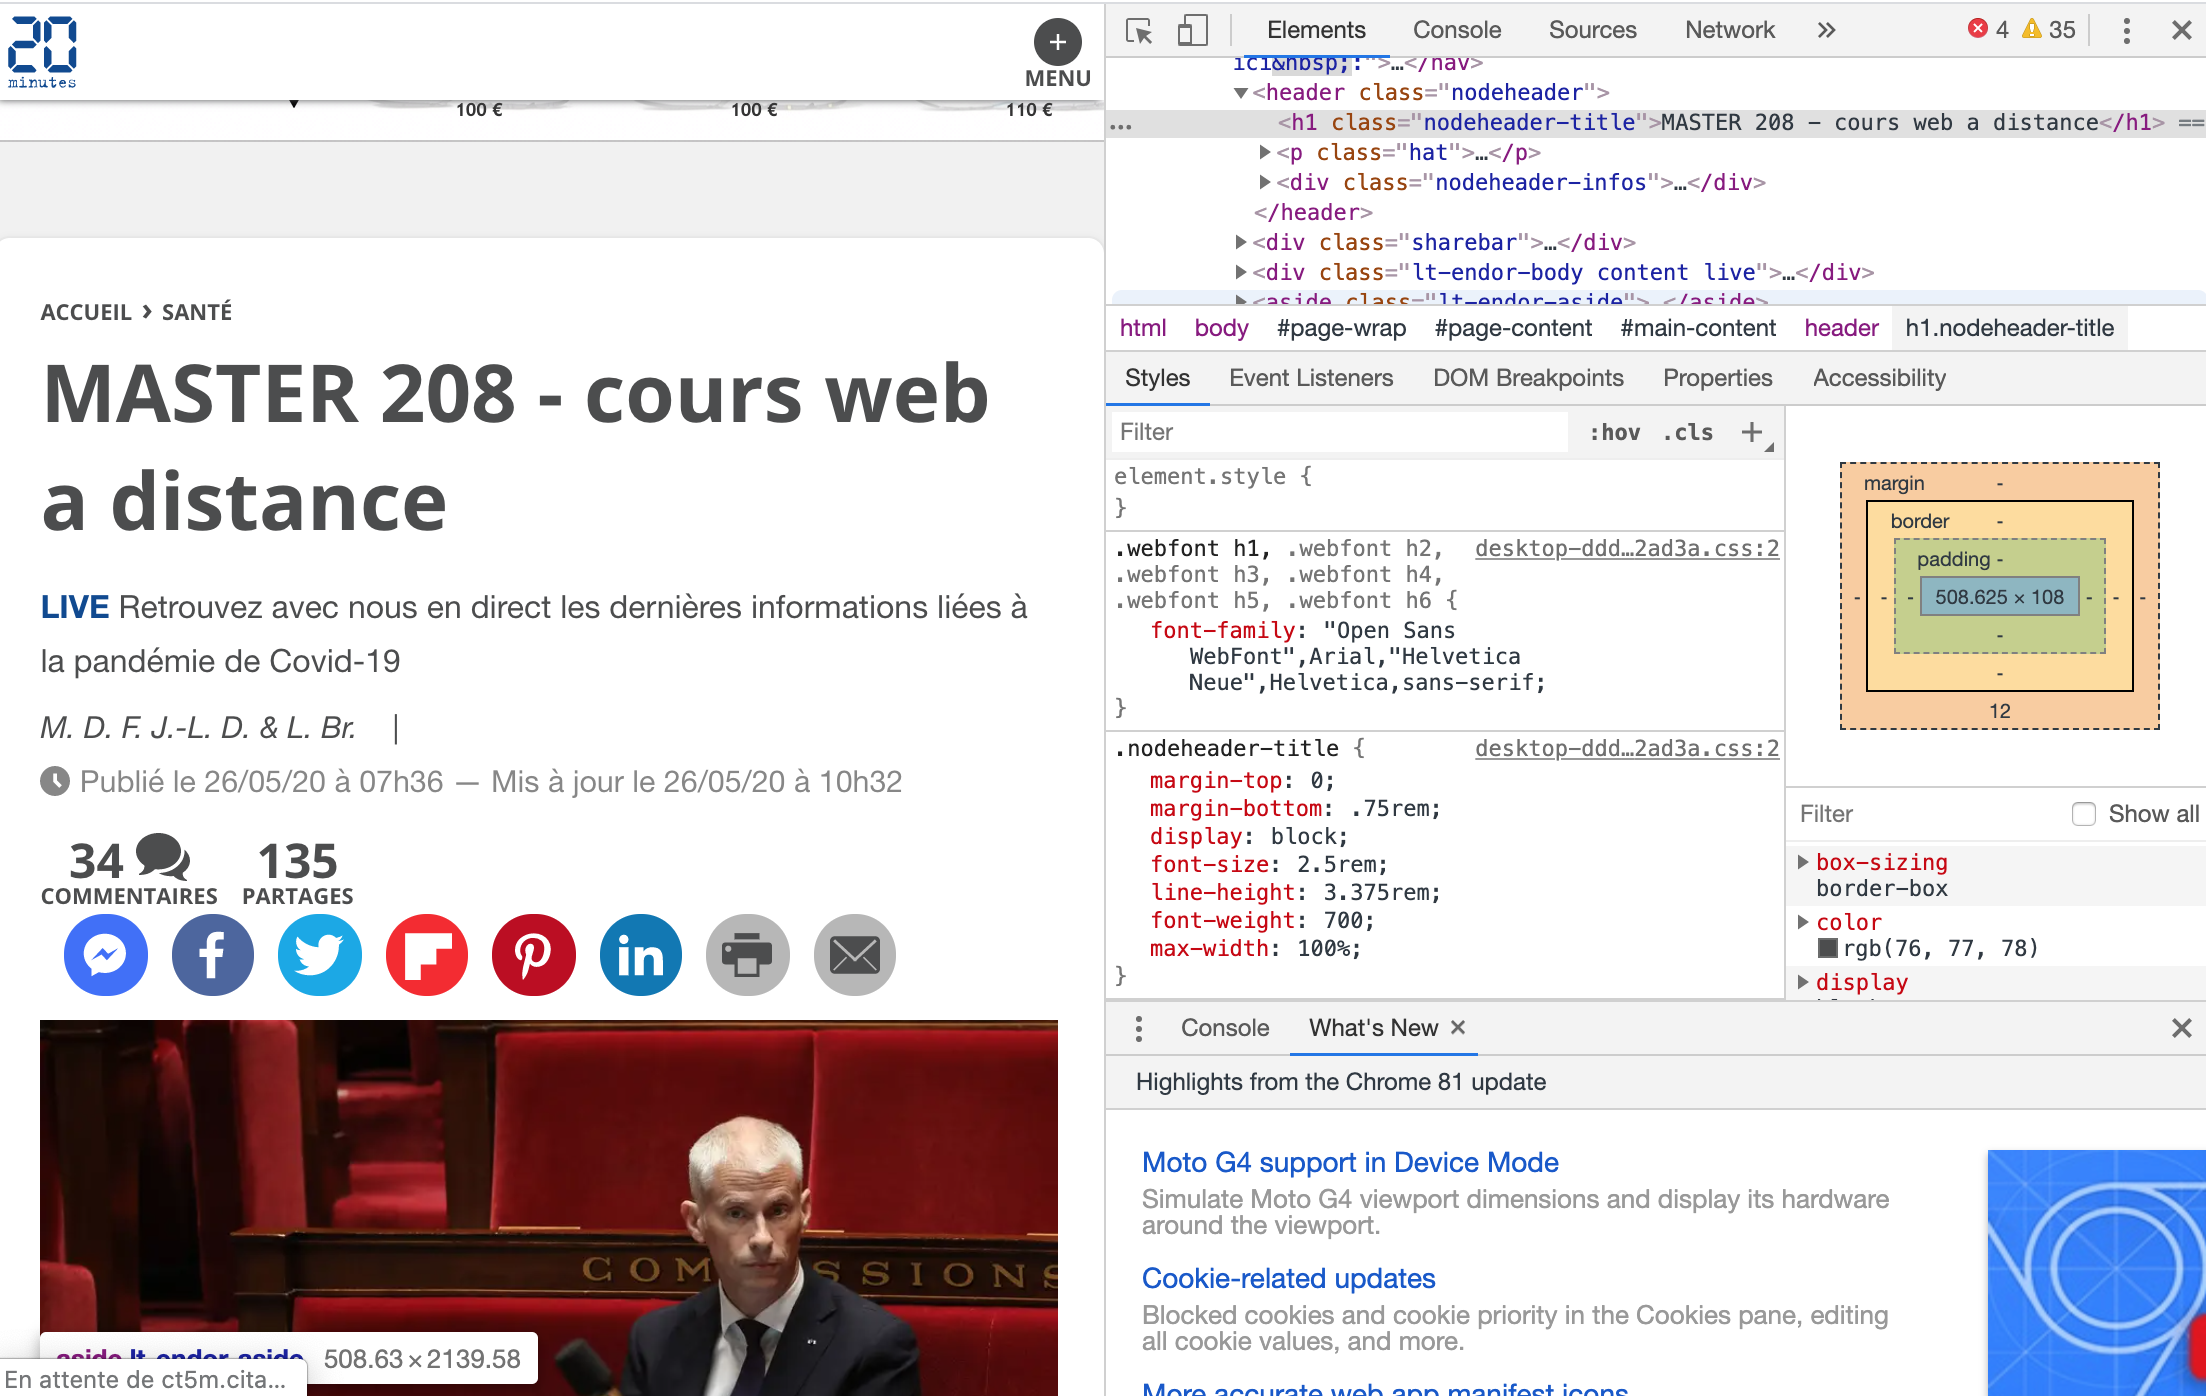 20
minutes
MENU
100 €
100 €
110 €
ACCUEIL › SANTÉ
MASTER 208 - cours web
a distance
LIVE Retrouvez avec nous en direct les dernières informations liées à
la pandémie de Covid-19
M. D. F. J.-L. D. & L. Br. |
Publié le 26/05/20 à 07h36 — Mis à jour le 26/05/20 à 10h32
34
COMMENTAIRES
135
PARTAGES
aside.lt-endor-aside 508.63 × 2139.58
En attente de ct5m.cita...
Elements Console Sources Network » 4 35
ici&nbsp;:">…</nav>
<header class="nodeheader">
… <h1 class="nodeheader-title">MASTER 208 - cours web a distance</h1> ==
<p class="hat">…</p>
<div class="nodeheader-infos">…</div>
</header>
<div class="sharebar">…</div>
<div class="lt-endor-body content live">…</div>
<aside class="lt-endor-aside">…</aside>
html body #page-wrap #page-content #main-content header h1.nodeheader-title
Styles Event Listeners DOM Breakpoints Properties Accessibility
Filter :hov .cls +
element.style {
}
.webfont h1, .webfont h2, desktop-ddd…2ad3a.css:2
.webfont h3, .webfont h4,
.webfont h5, .webfont h6 {
font-family: "Open Sans
WebFont",Arial,"Helvetica
Neue",Helvetica,sans-serif;
}
.nodeheader-title { desktop-ddd…2ad3a.css:2
margin-top: 0;
margin-bottom: .75rem;
display: block;
font-size: 2.5rem;
line-height: 3.375rem;
font-weight: 700;
max-width: 100%;
}
margin -
border -
padding -
- - - 508.625 × 108 - - -
-
-
12
Filter Show all
box-sizing
border-box
color
rgb(76, 77, 78)
display
Console What's New ×
Highlights from the Chrome 81 update
Moto G4 support in Device Mode
Simulate Moto G4 viewport dimensions and display its hardware
around the viewport.
Cookie-related updates
Blocked cookies and cookie priority in the Cookies pane, editing
all cookie values, and more.
More accurate web app manifest icons
COM SSIONS